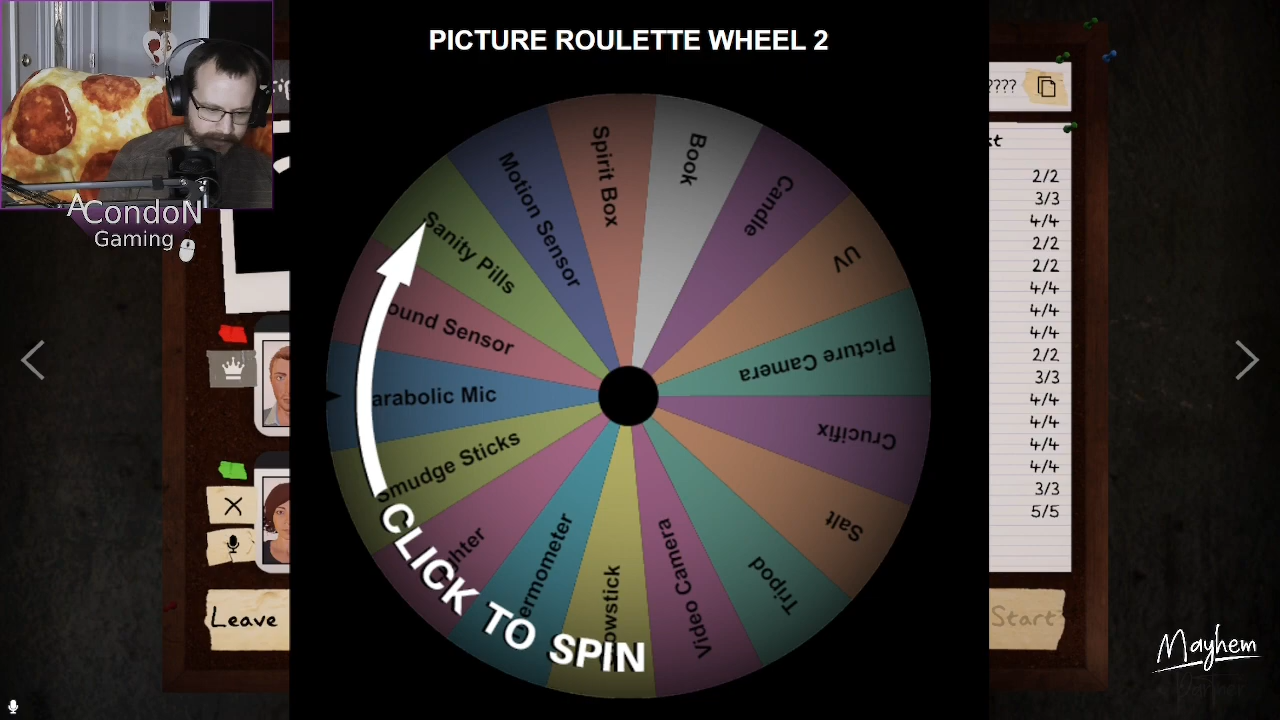 PICTURE ROULETTE WHEEL 2
Spirit Box
Book
Candle
UV
Picture Camera
Crucifix
Salt
Tripod
Video Camera
owstick
ermometer
ghter
Smudge Sticks
arabolic Mic
ound Sensor
Sanity Pills
Motion Sensor
CLICK TO SPIN
ACondoN
Gaming
Leave
????
st
2/2
3/3
4/4
2/2
2/2
4/4
4/4
4/4
2/2
3/3
4/4
4/4
4/4
4/4
3/3
5/5
Start
Mayhem